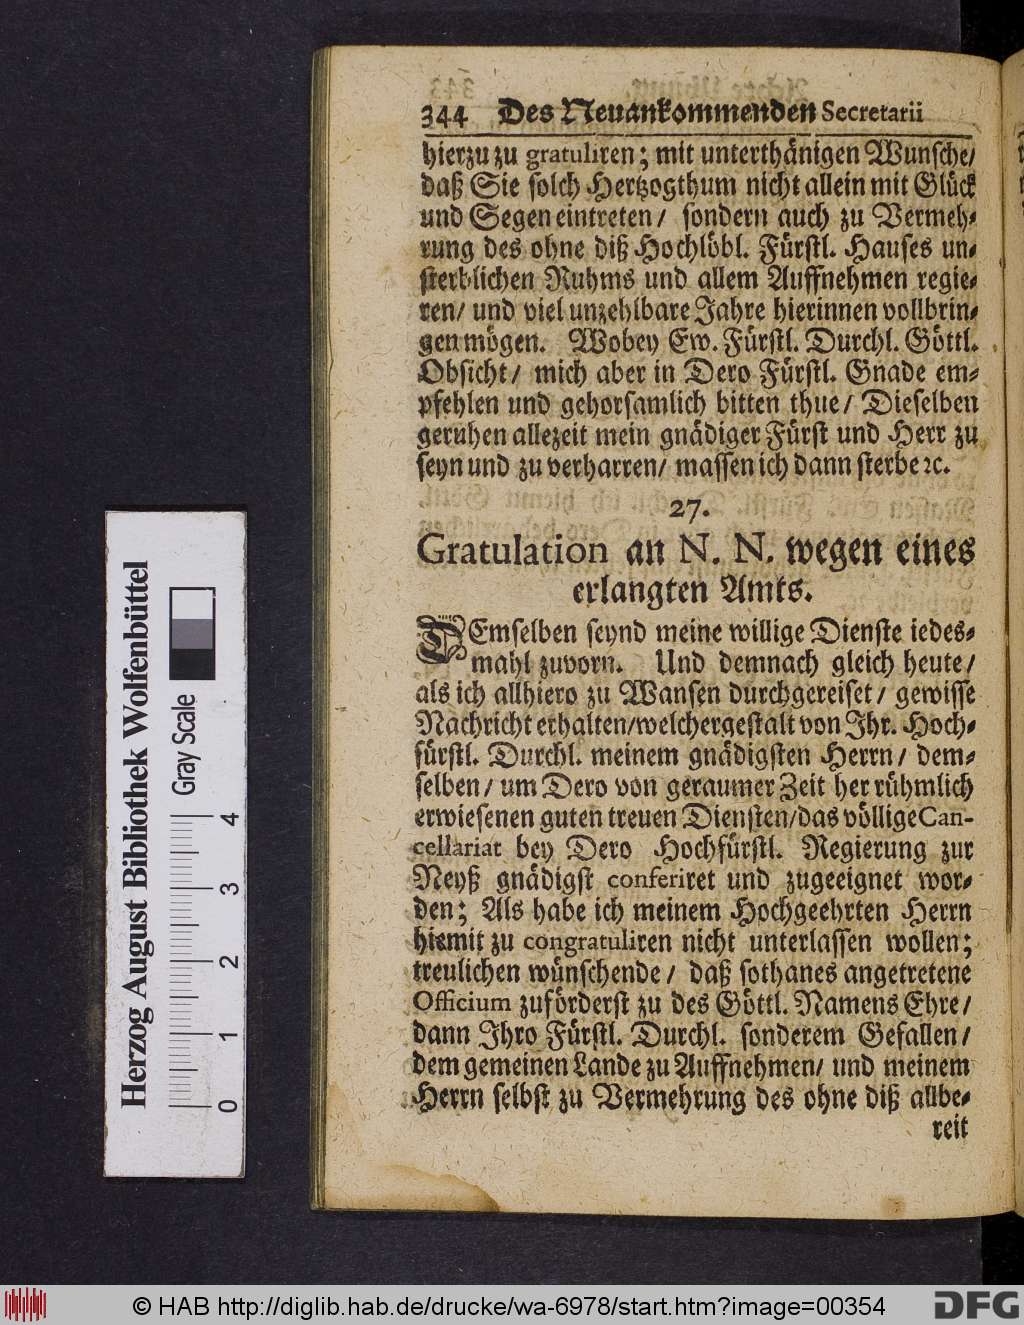 344 Des Neuankommenden Secretarii
hierzu zu gratuliren; mit unterthänigen Wunsche/
daß Sie solch Hertzogthum nicht allein mit Glück
und Segen eintreten/ sondern auch zu Vermeh-
rung des ohne diß Hochlöbl. Fürstl. Hauses un-
sterblichen Ruhms und allem Auffnehmen regie-
ren/ und viel unzehlbare Jahre hierinnen vollbrin-
gen mögen. Wobey Ew. Fürstl. Durchl. Göttl.
Obsicht/ mich aber in Dero Fürstl. Gnade em-
pfehlen und gehorsamlich bitten thue/ Dieselben
geruhen allezeit mein gnädiger Fürst und Herr zu
seyn und zu verharren/ massen ich dann sterbe ꝛc.
27.
Gratulation an N. N. wegen eines
erlangten Amts.
DEmselben seynd meine willige Dienste iedes-
mahl zuvorn. Und demnach gleich heute/
als ich allhiero zu Wansen durchgereiset/ gewisse
Nachricht erhalten/welchergestalt von Ihr. Hoch-
fürstl. Durchl. meinem gnädigsten Herrn/ dem-
selben/ um Dero von geraumer Zeit her rühmlich
erwiesenen guten treuen Diensten/das völlige Can-
cellariat bey Dero Hochfürstl. Regierung zur
Neyß gnädigst conferiret und zugeeignet wor-
den; Als habe ich meinem Hochgeehrten Herrn
hiemit zu congratuliren nicht unterlassen wollen;
treulichen wünschende/ daß sothanes angetretene
Officium zuförderst zu des Göttl. Namens Ehre/
dann Ihro Fürstl. Durchl. sonderem Gefallen/
dem gemeinen Lande zu Auffnehmen/ und meinem
Herrn selbst zu Vermehrung des ohne diß allbe-
reit
Herzog August Bibliothek Wolfenbüttel
Gray Scale
0 1 2 3 4
© HAB http://diglib.hab.de/drucke/wa-6978/start.htm?image=00354
DFG